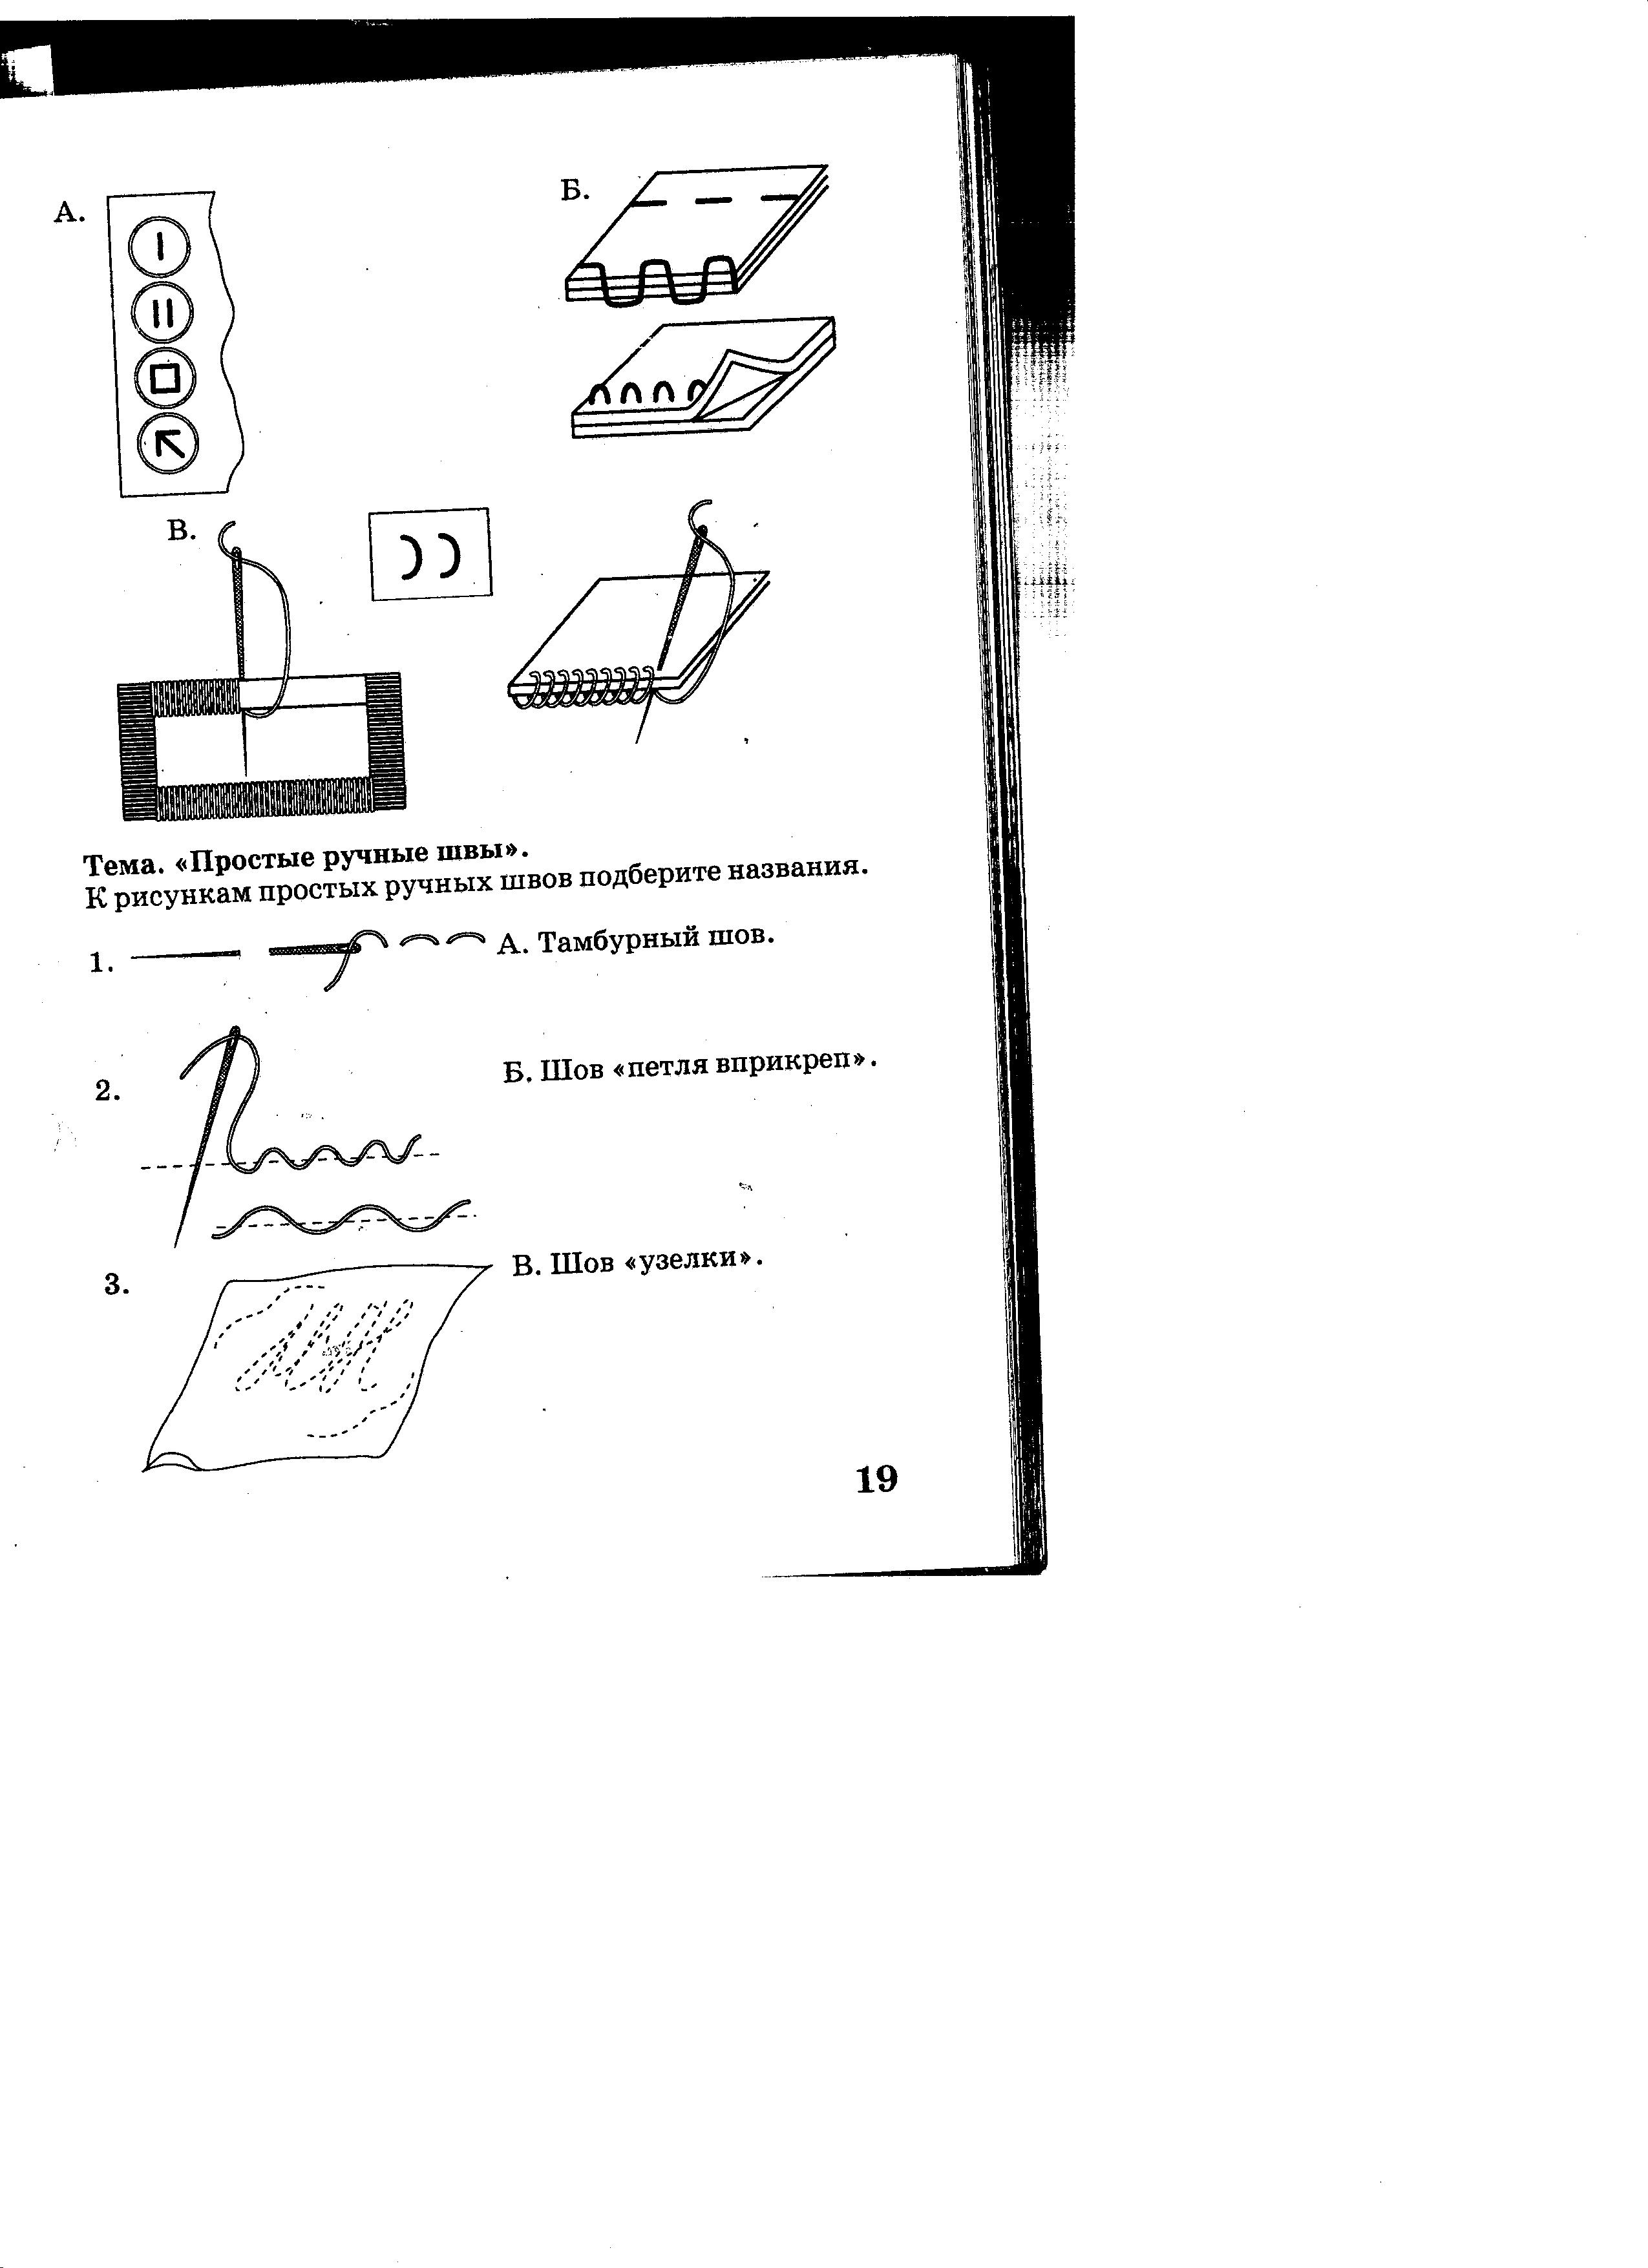 А.
Б.
В.
Тема. «Простые ручные швы».
К рисункам простых ручных швов подберите названия.
1.
А. Тамбурный шов.
2.
Б. Шов «петля вприкреп».
3.
В. Шов «узелки».
19